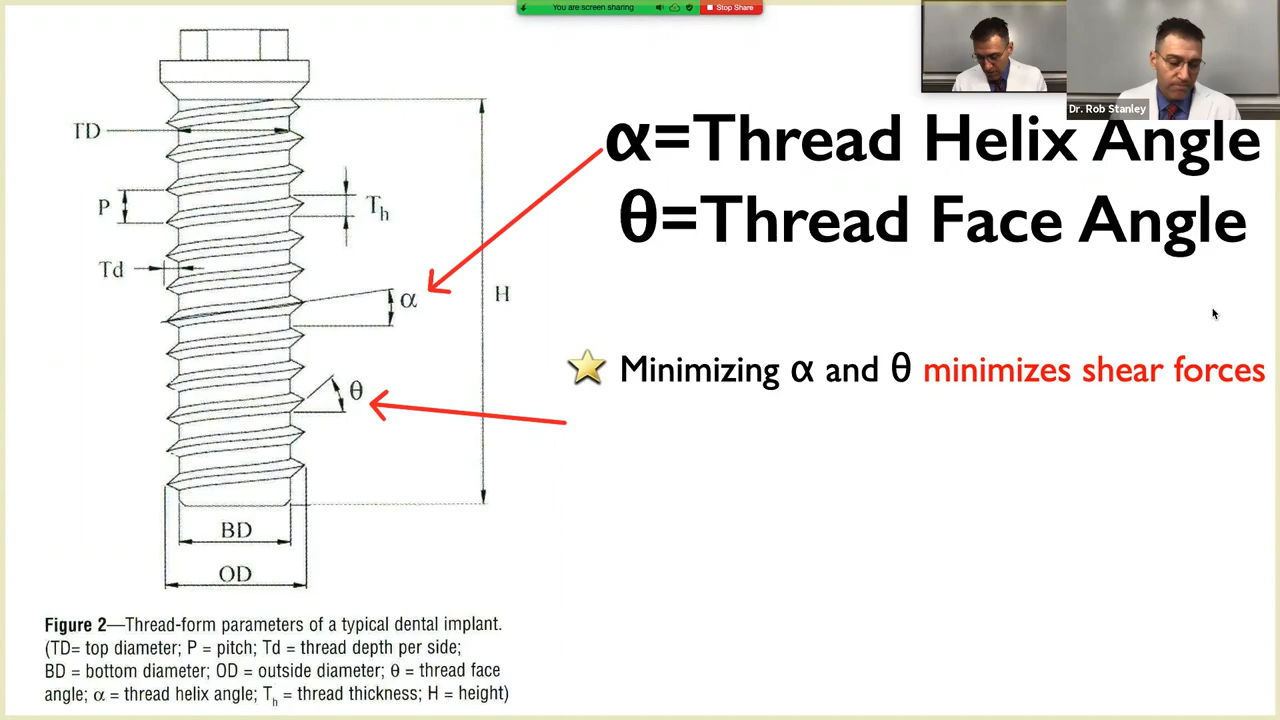 You are screen sharing
Stop Share
Dr. Rob Stanley
α=Thread Helix Angle
θ=Thread Face Angle
Minimizing α and θ minimizes shear forces
TD
P
Th
Td
α
H
θ
BD
OD
Figure 2—Thread-form parameters of a typical dental implant.
(TD= top diameter; P = pitch; Td = thread depth per side;
BD = bottom diameter; OD = outside diameter; θ = thread face
angle; α = thread helix angle; Th = thread thickness; H = height)